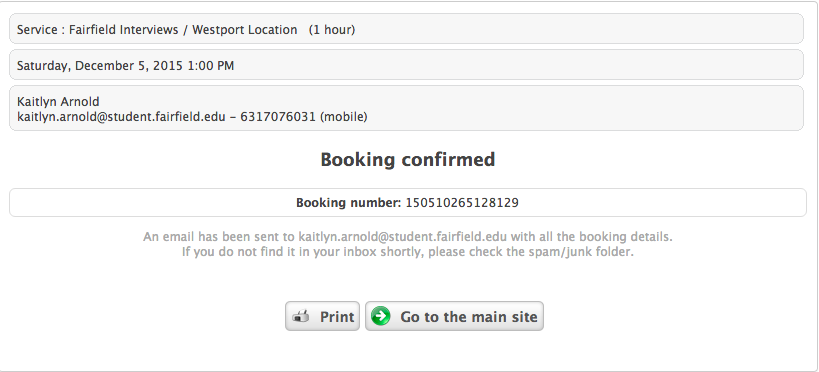 Service : Fairfield Interviews / Westport Location (1 hour)
Saturday, December 5, 2015 1:00 PM
Kaitlyn Arnold
kaitlyn.arnold@student.fairfield.edu - 6317076031 (mobile)
Booking confirmed
Booking number: 150510265128129
An email has been sent to kaitlyn.arnold@student.fairfield.edu with all the booking details.
If you do not find it in your inbox shortly, please check the spam/junk folder.
Print Go to the main site